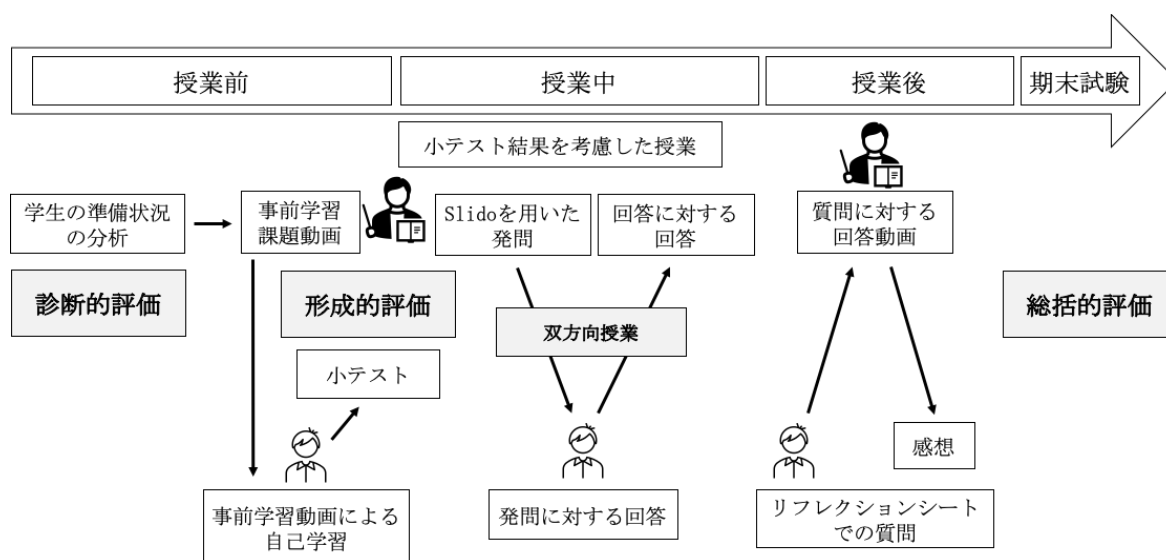 授業前
授業中
授業後
期末試験
小テスト結果を考慮した授業
学生の準備状況
の分析
事前学習
課題動画
Slidoを用いた
発問
回答に対する
回答
質問に対する
回答動画
診断的評価
形成的評価
双方向授業
総括的評価
小テスト
感想
事前学習動画による
自己学習
発問に対する回答
リフレクションシート
での質問